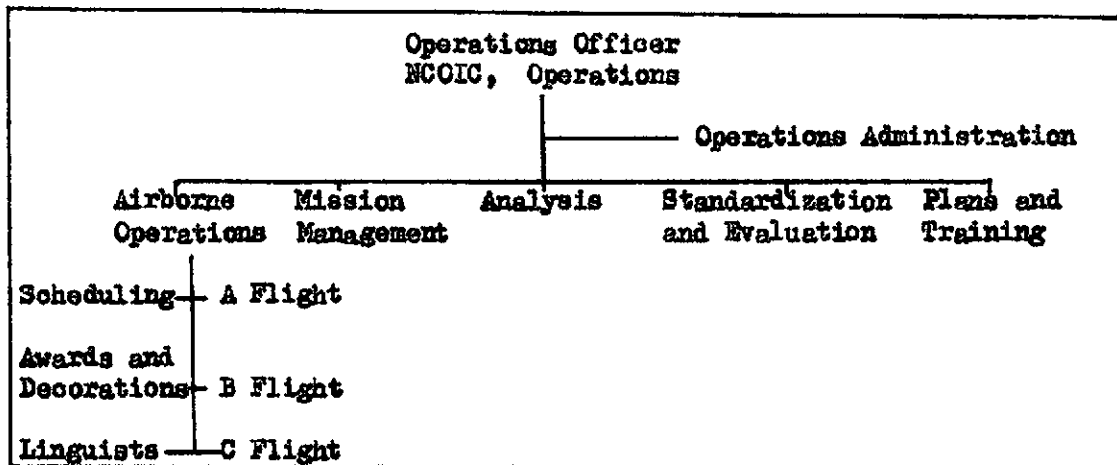 Operations Officer
NCOIC, Operations
Operations Administration
Airborne Operations
Mission Management
Analysis
Standardization and Evaluation
Plans and Training
Scheduling
A Flight
Awards and Decorations
B Flight
Linguists
C Flight